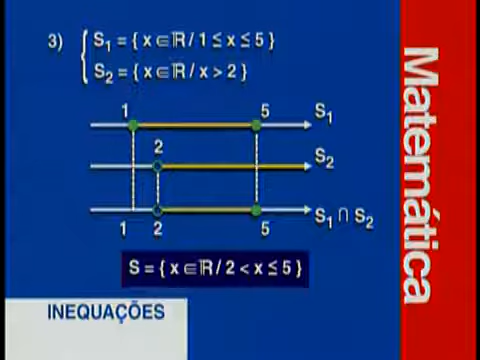 3) S₁ = { x ∈ ℝ / 1 ≤ x ≤ 5 }
S₂ = { x ∈ ℝ / x > 2 }
1 5 S₁
2 S₂
1 2 5 S₁ ∩ S₂
S = { x ∈ ℝ / 2 < x ≤ 5 }
INEQUAÇÕES
Matemática